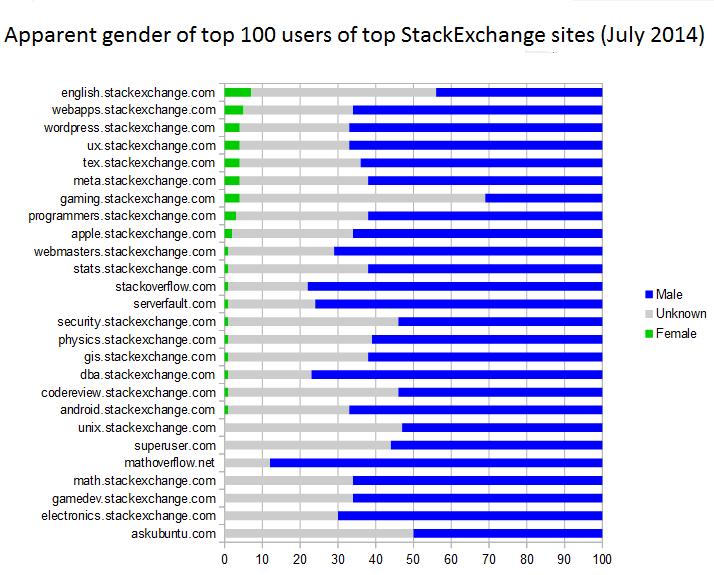 Apparent gender of top 100 users of top StackExchange sites (July 2014)
english.stackexchange.com
webapps.stackexchange.com
wordpress.stackexchange.com
ux.stackexchange.com
tex.stackexchange.com
meta.stackexchange.com
gaming.stackexchange.com
programmers.stackexchange.com
apple.stackexchange.com
webmasters.stackexchange.com
stats.stackexchange.com
stackoverflow.com
serverfault.com
security.stackexchange.com
physics.stackexchange.com
gis.stackexchange.com
dba.stackexchange.com
codereview.stackexchange.com
android.stackexchange.com
unix.stackexchange.com
superuser.com
mathoverflow.net
math.stackexchange.com
gamedev.stackexchange.com
electronics.stackexchange.com
askubuntu.com
0 10 20 30 40 50 60 70 80 90 100
Male
Unknown
Female